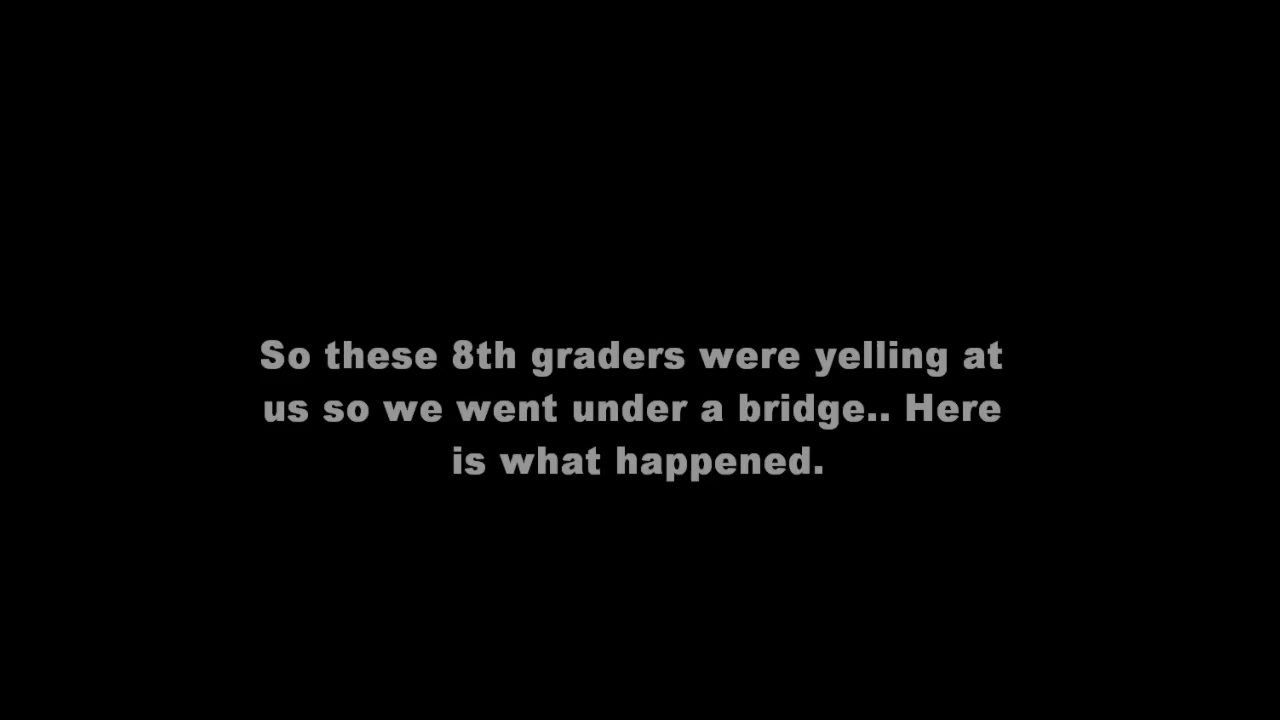 So these 8th graders were yelling at
us so we went under a bridge.. Here
is what happened.